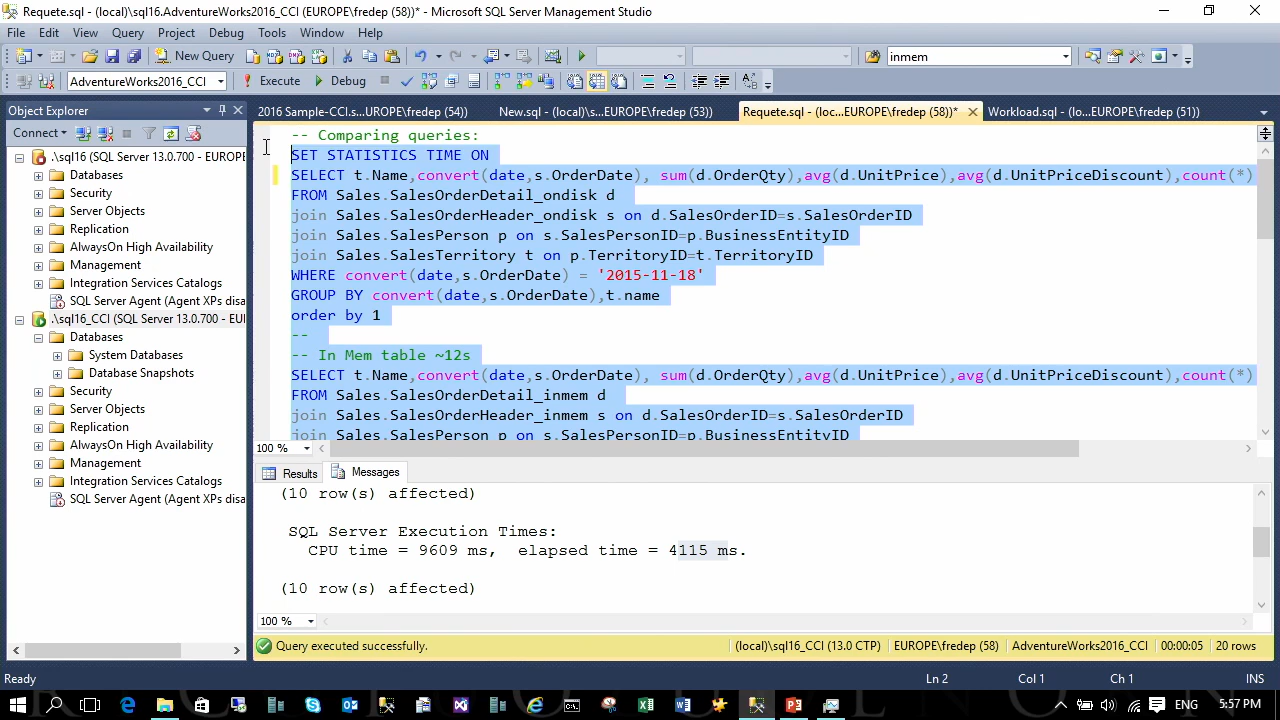 Requete.sql - (local)\sql16.AdventureWorks2016_CCI (EUROPE\fredep (58))* - Microsoft SQL Server Management Studio
File Edit View Query Project Debug Tools Window Help
New Query
inmem
AdventureWorks2016_CCI
Execute
Debug
Object Explorer
2016 Sample-CCI.s...UROPE\fredep (54))
New.sql - (local)\s...EUROPE\fredep (53))
Requete.sql - (loc...EUROPE\fredep (58))*
Workload.sql - (lo...EUROPE\fredep (51))
Connect
.\sql16 (SQL Server 13.0.700 - EUROPE
Databases
Security
Server Objects
Replication
AlwaysOn High Availability
Management
Integration Services Catalogs
SQL Server Agent (Agent XPs disa
.\sql16_CCI (SQL Server 13.0.700 - EUI
Databases
System Databases
Database Snapshots
Security
Server Objects
Replication
AlwaysOn High Availability
Management
Integration Services Catalogs
SQL Server Agent (Agent XPs disa
-- Comparing queries:
SET STATISTICS TIME ON
SELECT t.Name,convert(date,s.OrderDate), sum(d.OrderQty),avg(d.UnitPrice),avg(d.UnitPriceDiscount),count(*)
FROM Sales.SalesOrderDetail_ondisk d
join Sales.SalesOrderHeader_ondisk s on d.SalesOrderID=s.SalesOrderID
join Sales.SalesPerson p on s.SalesPersonID=p.BusinessEntityID
join Sales.SalesTerritory t on p.TerritoryID=t.TerritoryID
WHERE convert(date,s.OrderDate) = '2015-11-18'
GROUP BY convert(date,s.OrderDate),t.name
order by 1
--
-- In Mem table ~12s
SELECT t.Name,convert(date,s.OrderDate), sum(d.OrderQty),avg(d.UnitPrice),avg(d.UnitPriceDiscount),count(*)
FROM Sales.SalesOrderDetail_inmem d
join Sales.SalesOrderHeader_inmem s on d.SalesOrderID=s.SalesOrderID
join Sales.SalesPerson p on s.SalesPersonID=p.BusinessEntityID
100 %
Results
Messages
(10 row(s) affected)
SQL Server Execution Times:
CPU time = 9609 ms, elapsed time = 4115 ms.
(10 row(s) affected)
100 %
Query executed successfully.
(local)\sql16_CCI (13.0 CTP)
EUROPE\fredep (58)
AdventureWorks2016_CCI
00:00:05
20 rows
Ready
Ln 2
Col 1
Ch 1
INS
ENG
5:57 PM